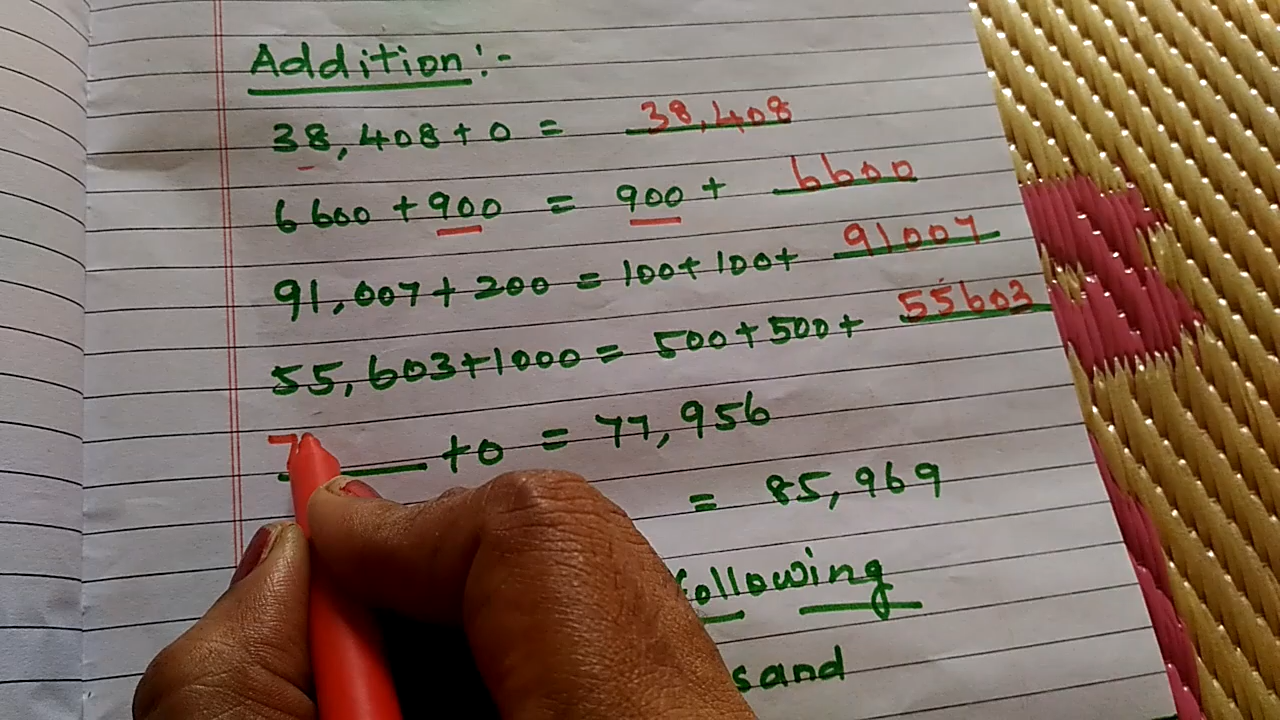 Addition :-
38,408 + 0 = 38,408
6600 + 900 = 900 + 6600
91,007 + 200 = 100 + 100 + 91007
55,603 + 1000 = 500 + 500 + 55603
7 + 0 = 77,956
= 85,969
following
sand